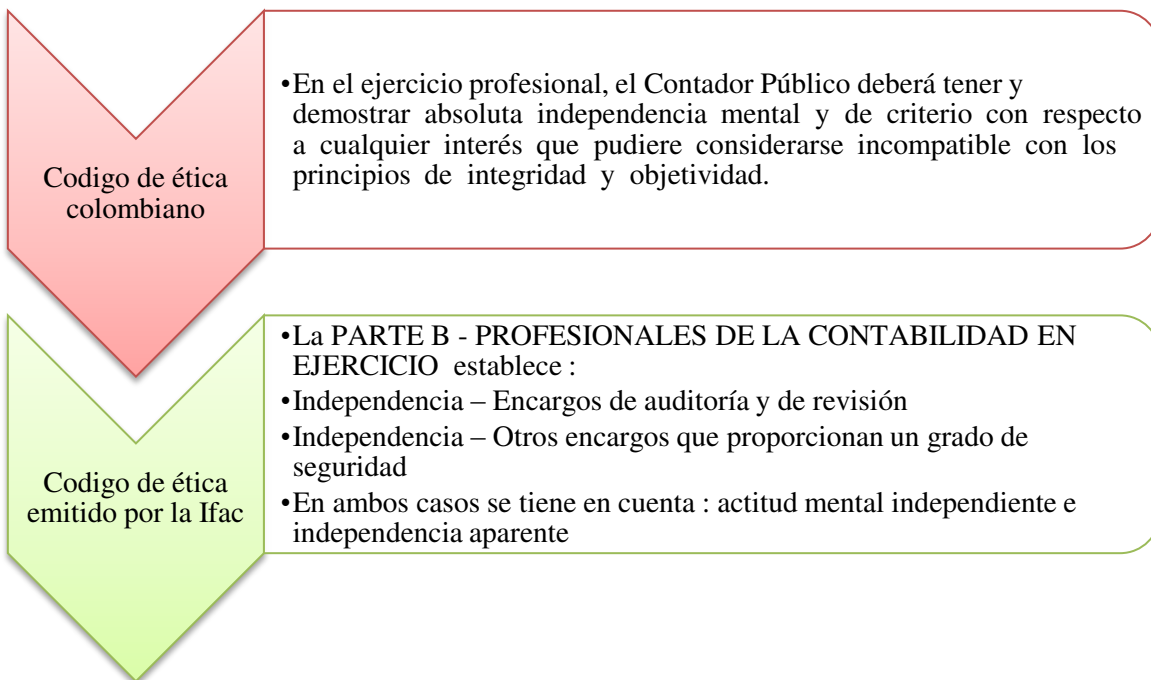 Codigo de ética
colombiano
•En el ejercicio profesional, el Contador Público deberá tener y
demostrar absoluta independencia mental y de criterio con respecto
a cualquier interés que pudiere considerarse incompatible con los
principios de integridad y objetividad.
Codigo de ética
emitido por la Ifac
•La PARTE B - PROFESIONALES DE LA CONTABILIDAD EN
EJERCICIO establece :
•Independencia – Encargos de auditoría y de revisión
•Independencia – Otros encargos que proporcionan un grado de
seguridad
•En ambos casos se tiene en cuenta : actitud mental independiente e
independencia aparente